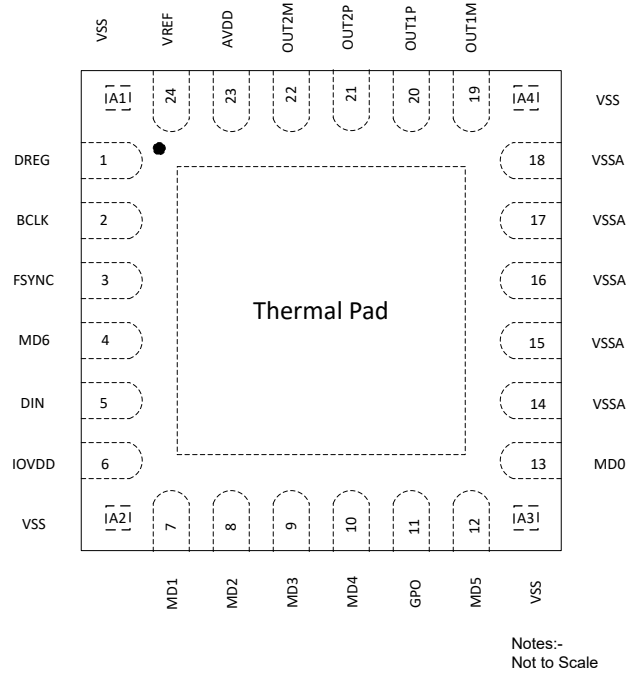 VSS VREF AVDD OUT2M OUT2P OUT1P OUT1M
A1 24 23 22 21 20 19 A4 VSS
DREG 1 18 VSSA
BCLK 2 17 VSSA
FSYNC 3 16 VSSA
Thermal Pad
MD6 4 15 VSSA
DIN 5 14 VSSA
IOVDD 6 13 MD0
VSS A2 7 8 9 10 11 12 A3
MD1 MD2 MD3 MD4 GPO MD5 VSS
Notes:-
Not to Scale